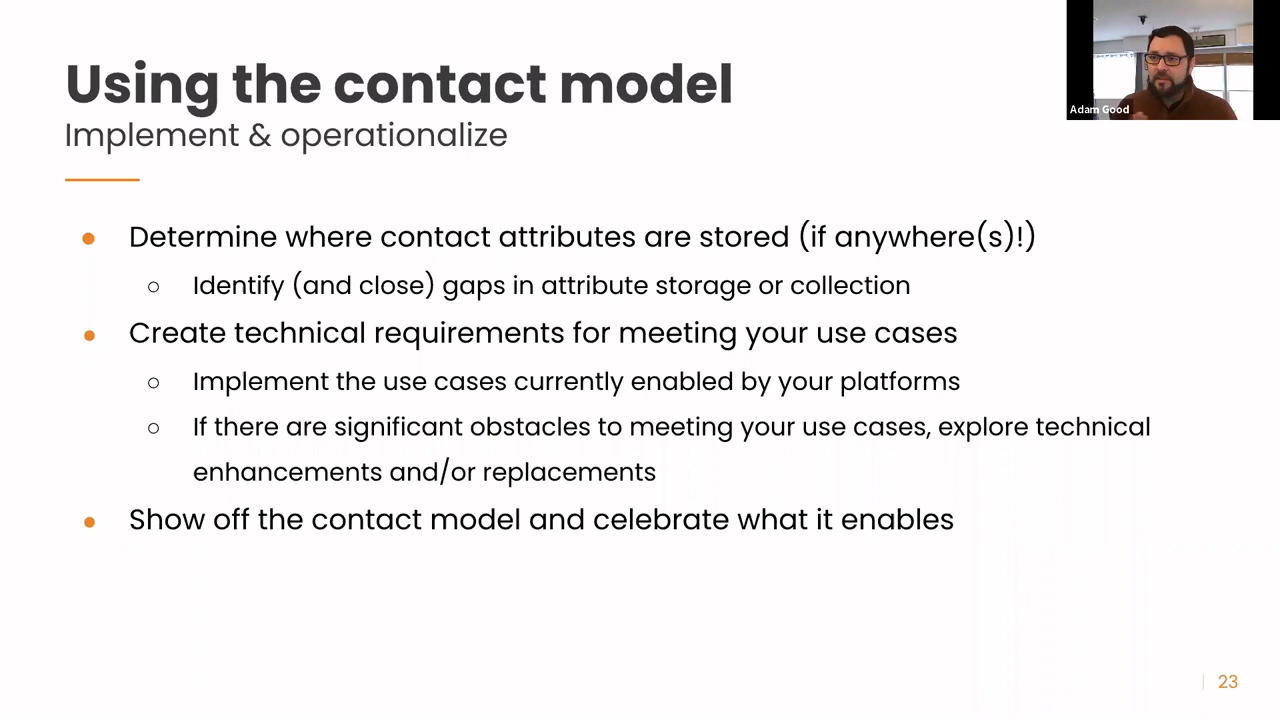 Using the contact model
Implement & operationalize
Adam Good
● Determine where contact attributes are stored (if anywhere(s)!)
○ Identify (and close) gaps in attribute storage or collection
● Create technical requirements for meeting your use cases
○ Implement the use cases currently enabled by your platforms
○ If there are significant obstacles to meeting your use cases, explore technical
enhancements and/or replacements
● Show off the contact model and celebrate what it enables
23